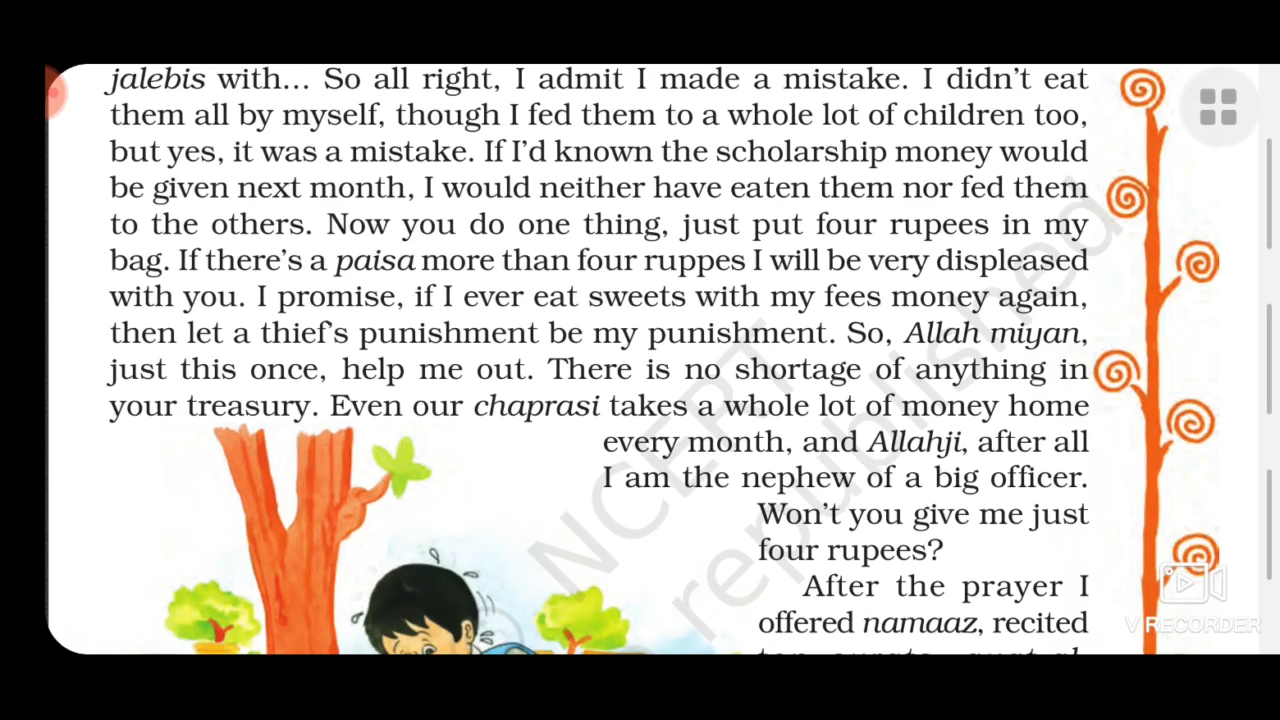 jalebis with... So all right, I admit I made a mistake. I didn't eat
them all by myself, though I fed them to a whole lot of children too,
but yes, it was a mistake. If I'd known the scholarship money would
be given next month, I would neither have eaten them nor fed them
to the others. Now you do one thing, just put four rupees in my
bag. If there's a paisa more than four ruppes I will be very displeased
with you. I promise, if I ever eat sweets with my fees money again,
then let a thief's punishment be my punishment. So, Allah miyan,
just this once, help me out. There is no shortage of anything in
your treasury. Even our chaprasi takes a whole lot of money home
every month, and Allahji, after all
I am the nephew of a big officer.
Won't you give me just
four rupees?
After the prayer I
offered namaaz, recited
NCERT
republished
V RECORDER